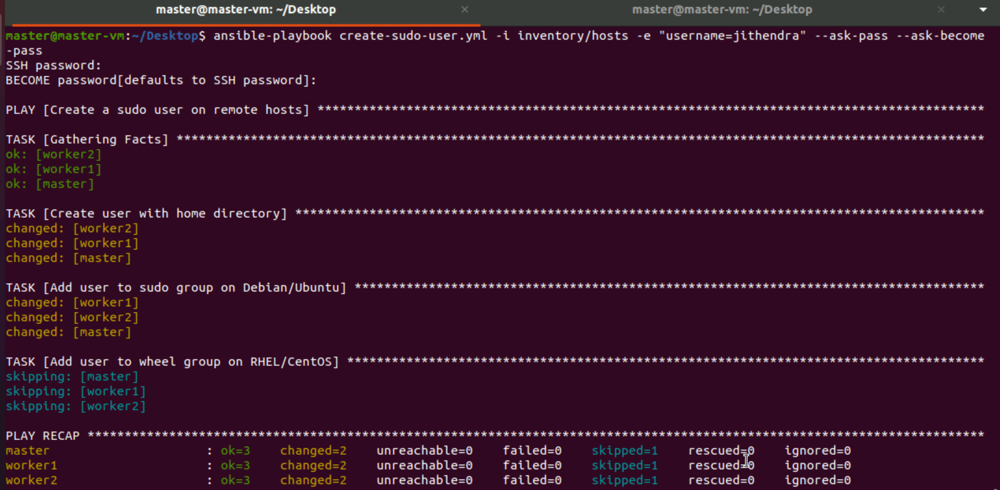 master@master-vm: ~/Desktop × master@master-vm: ~/Desktop ×
master@master-vm:~/Desktop$ ansible-playbook create-sudo-user.yml -i inventory/hosts -e "username=jithendra" --ask-pass --ask-become
-pass
SSH password:
BECOME password[defaults to SSH password]:
PLAY [Create a sudo user on remote hosts] ******************************************************************************************
TASK [Gathering Facts] *************************************************************************************************************
ok: [worker2]
ok: [worker1]
ok: [master]
TASK [Create user with home directory] *********************************************************************************************
changed: [worker2]
changed: [worker1]
changed: [master]
TASK [Add user to sudo group on Debian/Ubuntu] *************************************************************************************
changed: [worker1]
changed: [worker2]
changed: [master]
TASK [Add user to wheel group on RHEL/CentOS] **************************************************************************************
skipping: [master]
skipping: [worker1]
skipping: [worker2]
PLAY RECAP *************************************************************************************************************************
master : ok=3 changed=2 unreachable=0 failed=0 skipped=1 rescued=0 ignored=0
worker1 : ok=3 changed=2 unreachable=0 failed=0 skipped=1 rescued=0 ignored=0
worker2 : ok=3 changed=2 unreachable=0 failed=0 skipped=1 rescued=0 ignored=0